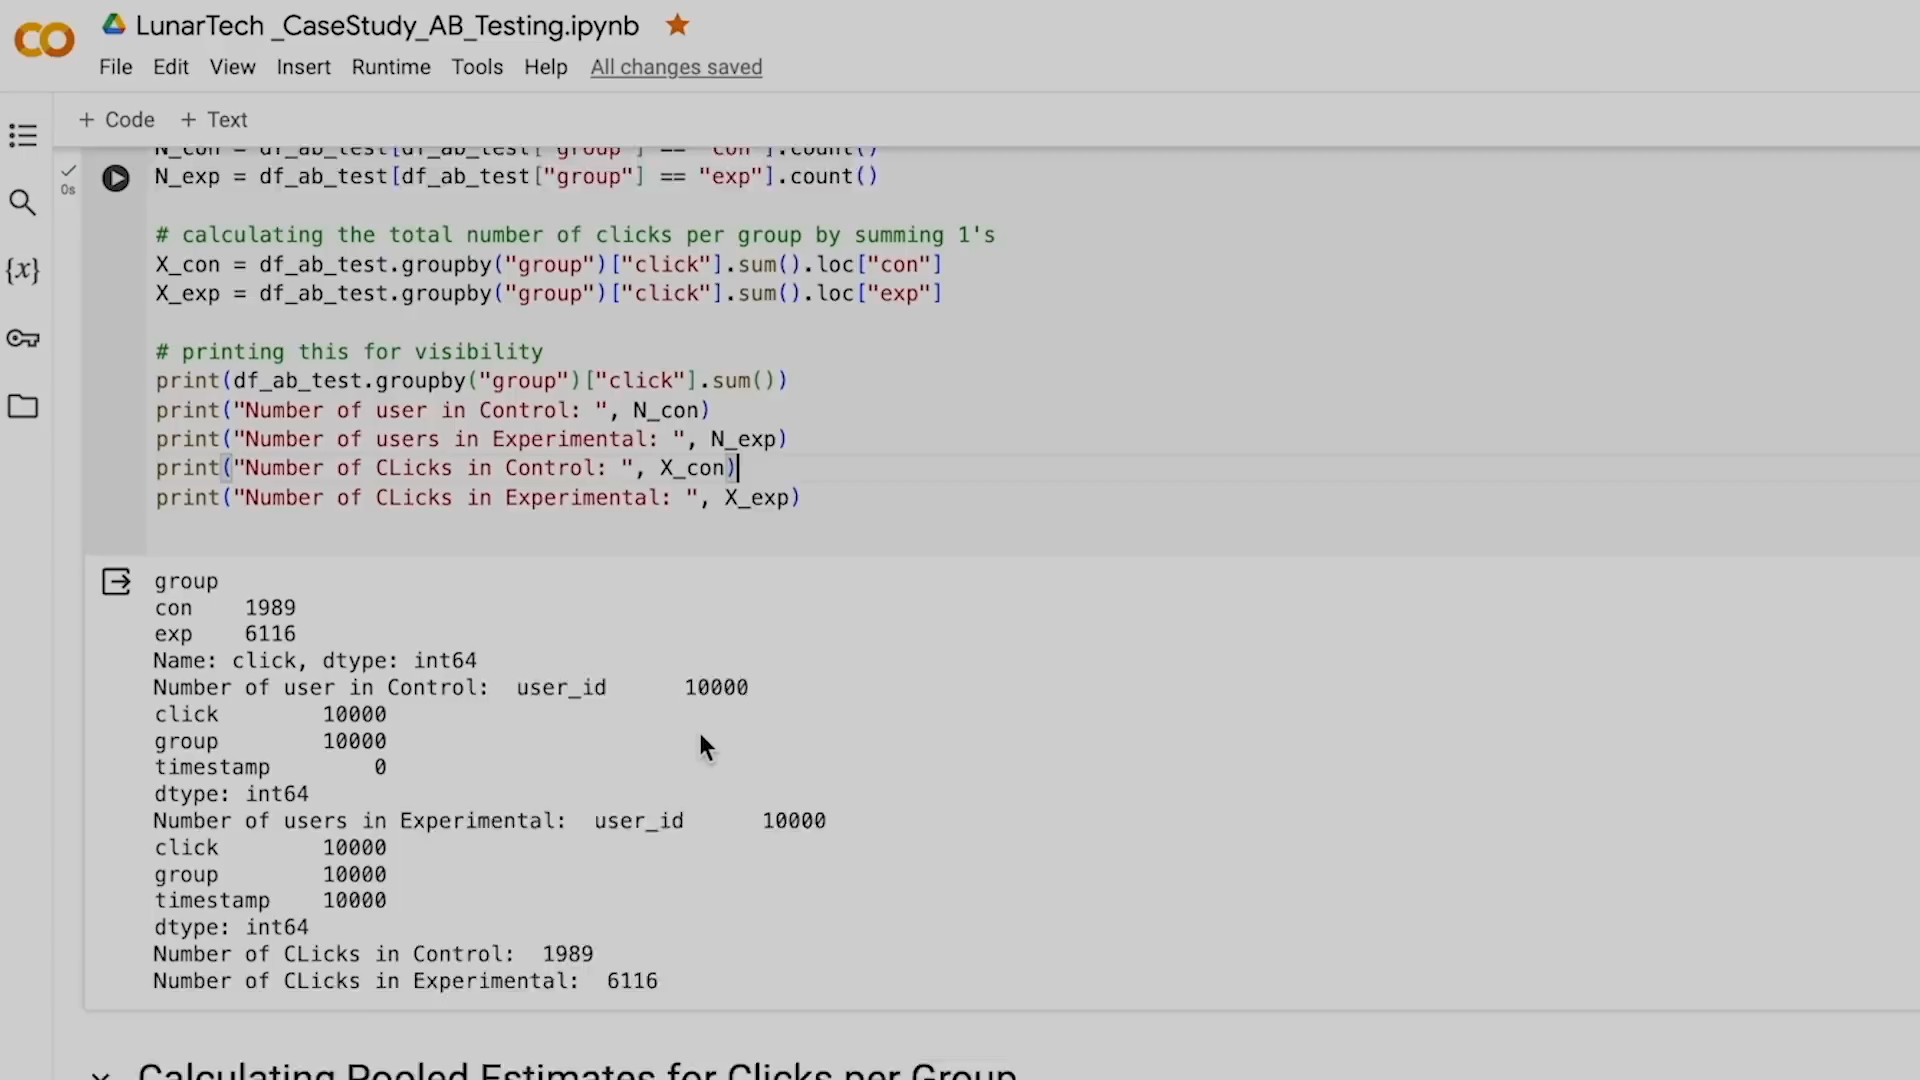 LunarTech _CaseStudy_AB_Testing.ipynb
File Edit View Insert Runtime Tools Help All changes saved
+ Code + Text
N_con = df_ab_test[df_ab_test["group"] == "con"].count()
0s
N_exp = df_ab_test[df_ab_test["group"] == "exp"].count()
# calculating the total number of clicks per group by summing 1's
X_con = df_ab_test.groupby("group")["click"].sum().loc["con"]
X_exp = df_ab_test.groupby("group")["click"].sum().loc["exp"]
# printing this for visibility
print(df_ab_test.groupby("group")["click"].sum())
print("Number of user in Control: ", N_con)
print("Number of users in Experimental: ", N_exp)
print("Number of CLicks in Control: ", X_con)
print("Number of CLicks in Experimental: ", X_exp)
group
con 1989
exp 6116
Name: click, dtype: int64
Number of user in Control: user_id 10000
click 10000
group 10000
timestamp 0
dtype: int64
Number of users in Experimental: user_id 10000
click 10000
group 10000
timestamp 10000
dtype: int64
Number of CLicks in Control: 1989
Number of CLicks in Experimental: 6116
Calculating Pooled Estimates for Clicks per Group